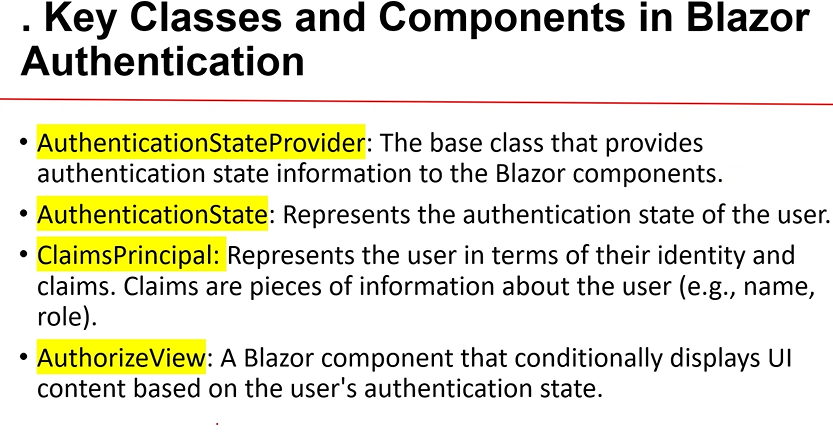 . Key Classes and Components in Blazor
Authentication
• AuthenticationStateProvider: The base class that provides
authentication state information to the Blazor components.
• AuthenticationState: Represents the authentication state of the user.
• ClaimsPrincipal: Represents the user in terms of their identity and
claims. Claims are pieces of information about the user (e.g., name,
role).
• AuthorizeView: A Blazor component that conditionally displays UI
content based on the user's authentication state.